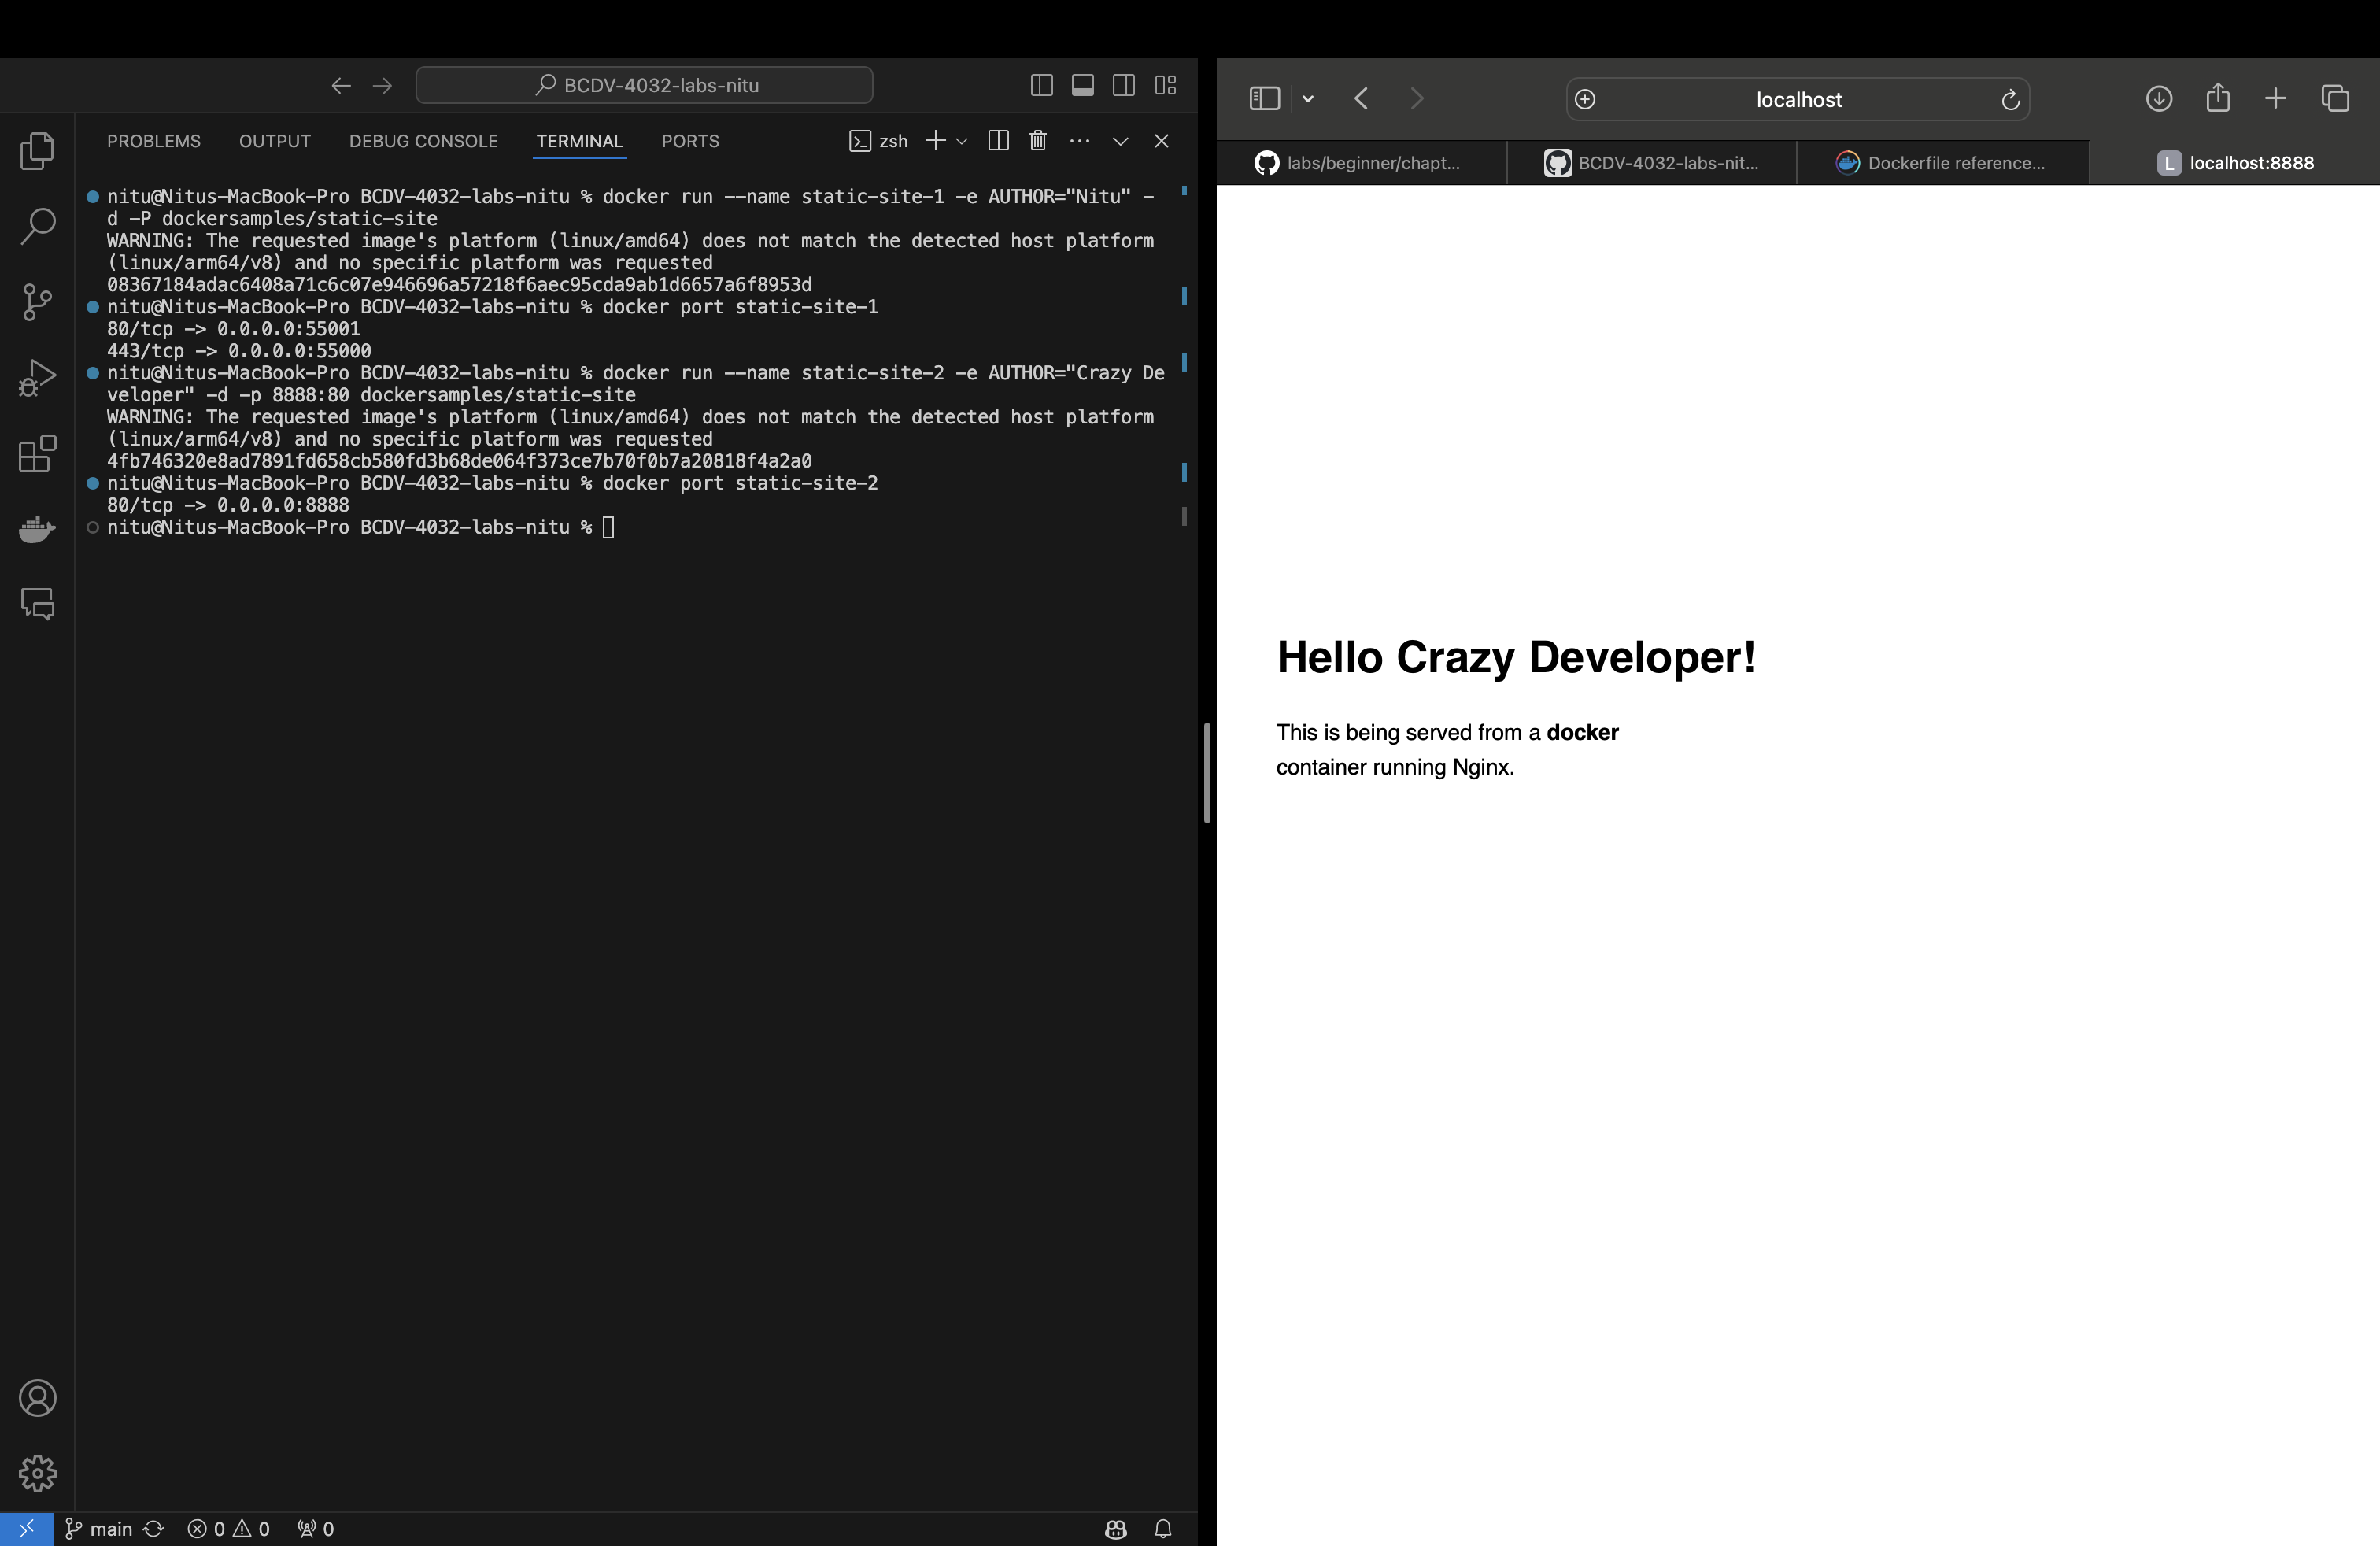 BCDV-4032-labs-nitu
PROBLEMS OUTPUT DEBUG CONSOLE TERMINAL PORTS zsh
nitu@Nitus-MacBook-Pro BCDV-4032-labs-nitu % docker run --name static-site-1 -e AUTHOR="Nitu" -
d -P dockersamples/static-site
WARNING: The requested image's platform (linux/amd64) does not match the detected host platform
(linux/arm64/v8) and no specific platform was requested
08367184adac6408a71c6c07e946696a57218f6aec95cda9ab1d6657a6f8953d
nitu@Nitus-MacBook-Pro BCDV-4032-labs-nitu % docker port static-site-1
80/tcp -> 0.0.0.0:55001
443/tcp -> 0.0.0.0:55000
nitu@Nitus-MacBook-Pro BCDV-4032-labs-nitu % docker run --name static-site-2 -e AUTHOR="Crazy De
veloper" -d -p 8888:80 dockersamples/static-site
WARNING: The requested image's platform (linux/amd64) does not match the detected host platform
(linux/arm64/v8) and no specific platform was requested
4fb746320e8ad7891fd658cb580fd3b68de064f373ce7b70f0b7a20818f4a2a0
nitu@Nitus-MacBook-Pro BCDV-4032-labs-nitu % docker port static-site-2
80/tcp -> 0.0.0.0:8888
nitu@Nitus-MacBook-Pro BCDV-4032-labs-nitu %
main 0 0 0
localhost
labs/beginner/chapt... BCDV-4032-labs-nit... Dockerfile reference... L localhost:8888
Hello Crazy Developer!
This is being served from a docker
container running Nginx.